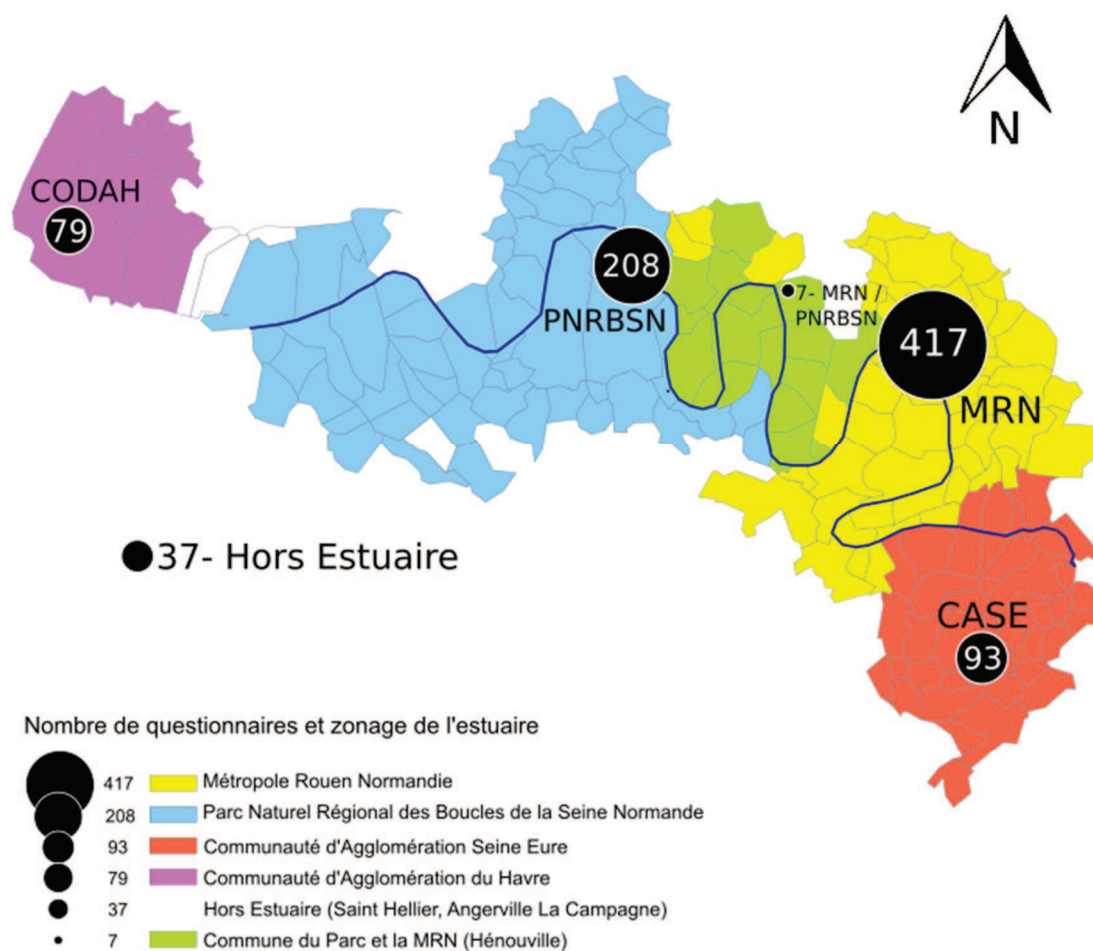 N
CODAH
79
208
PNRBSN
7- MRN /
PNRBSN
417
MRN
37- Hors Estuaire
CASE
93
Nombre de questionnaires et zonage de l'estuaire
417 Métropole Rouen Normandie
208 Parc Naturel Régional des Boucles de la Seine Normande
93 Communauté d'Agglomération Seine Eure
79 Communauté d'Agglomération du Havre
37 Hors Estuaire (Saint Hellier, Angerville La Campagne)
7 Commune du Parc et la MRN (Hénouville)